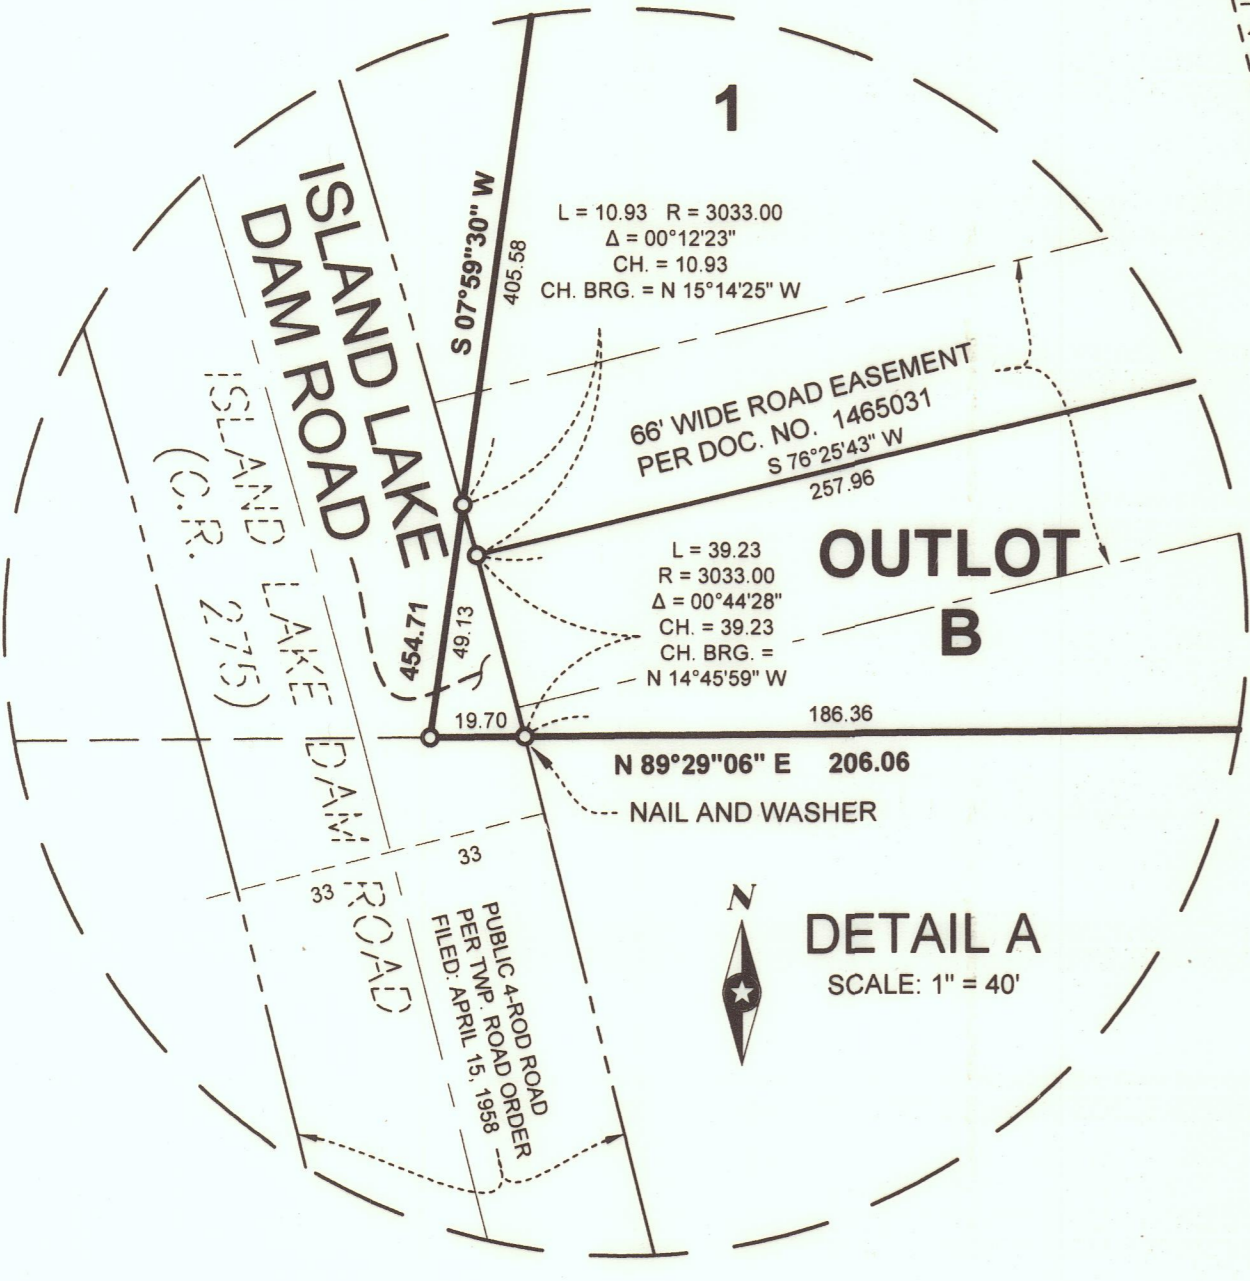 1
ISLAND LAKE
DAM ROAD
S 07°59"30" W
405.58
L = 10.93 R = 3033.00
Δ = 00°12'23"
CH. = 10.93
CH. BRG. = N 15°14'25" W
66' WIDE ROAD EASEMENT
PER DOC. NO. 1465031
S 76°25'43" W
257.96
ISLAND LAKE DAM ROAD
(C.R. 275)
OUTLOT
B
L = 39.23
R = 3033.00
Δ = 00°44'28"
CH. = 39.23
CH. BRG. =
N 14°45'59" W
454.71
49.13
19.70
186.36
N 89°29"06" E 206.06
NAIL AND WASHER
33
33
PUBLIC 4-ROD ROAD
PER TWP. ROAD ORDER
FILED: APRIL 15, 1958
N
DETAIL A
SCALE: 1" = 40'